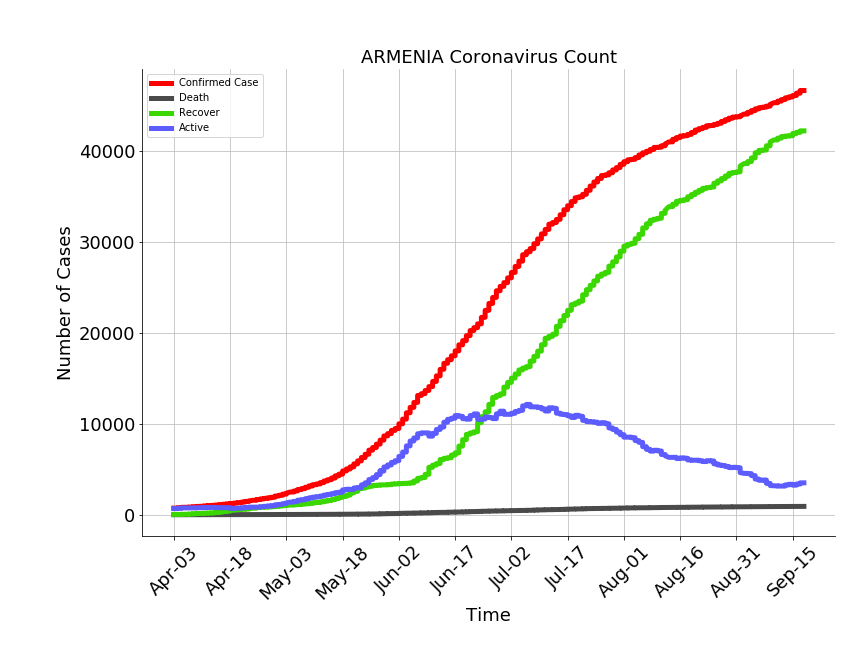 ARMENIA Coronavirus Count
Confirmed Case
Death
Recover
Active
Number of Cases
40000
30000
20000
10000
0
Apr-03
Apr-18
May-03
May-18
Jun-02
Jun-17
Jul-02
Jul-17
Aug-01
Aug-16
Aug-31
Sep-15
Time